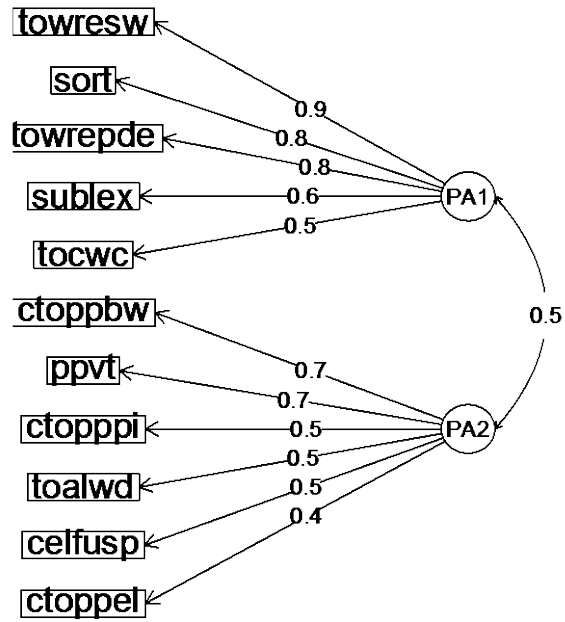 towresw
sort
towrepde
sublex
tocwc
ctoppbw
ppvt
ctopppi
toalwd
celfusp
ctoppel
0.9
0.8
0.8
0.6
0.5
0.7
0.7
0.5
0.5
0.5
0.4
PA1
PA2
0.5